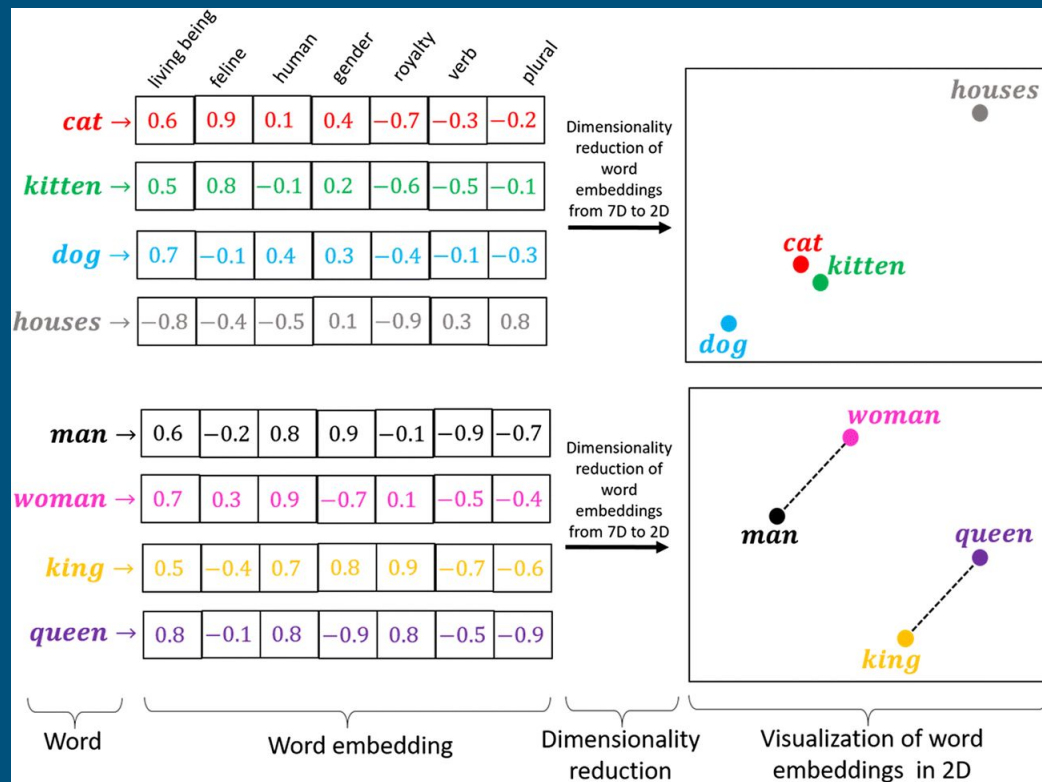 living being feline human gender royalty verb plural
cat → 0.6 0.9 0.1 0.4 −0.7 −0.3 −0.2
kitten → 0.5 0.8 −0.1 0.2 −0.6 −0.5 −0.1
dog → 0.7 −0.1 0.4 0.3 −0.4 −0.1 −0.3
houses → −0.8 −0.4 −0.5 0.1 −0.9 0.3 0.8
Dimensionality
reduction of
word
embeddings
from 7D to 2D
houses
cat
kitten
dog
man → 0.6 −0.2 0.8 0.9 −0.1 −0.9 −0.7
woman → 0.7 0.3 0.9 −0.7 0.1 −0.5 −0.4
king → 0.5 −0.4 0.7 0.8 0.9 −0.7 −0.6
queen → 0.8 −0.1 0.8 −0.9 0.8 −0.5 −0.9
Dimensionality
reduction of
word
embeddings
from 7D to 2D
woman
man
queen
king
Word
Word embedding
Dimensionality
reduction
Visualization of word
embeddings in 2D